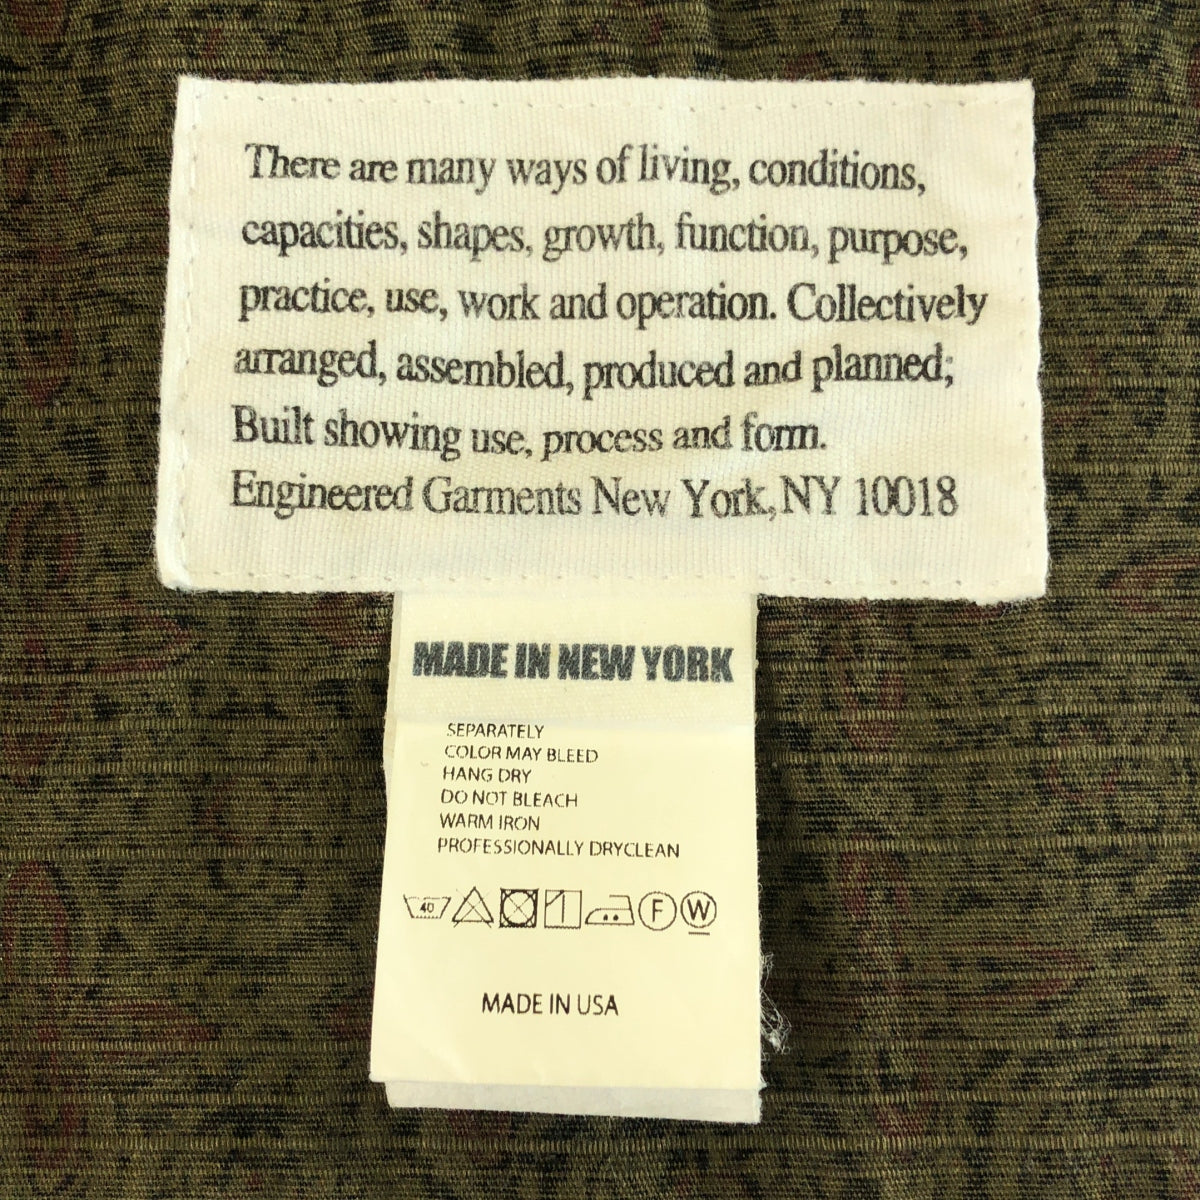 There are many ways of living, conditions,
capacities, shapes, growth, function, purpose,
practice, use, work and operation. Collectively
arranged, assembled, produced and planned;
Built showing use, process and form.
Engineered Garments New York, NY 10018
MADE IN NEW YORK
SEPARATELY
COLOR MAY BLEED
HANG DRY
DO NOT BLEACH
WARM IRON
PROFESSIONALLY DRYCLEAN
40 F W
MADE IN USA